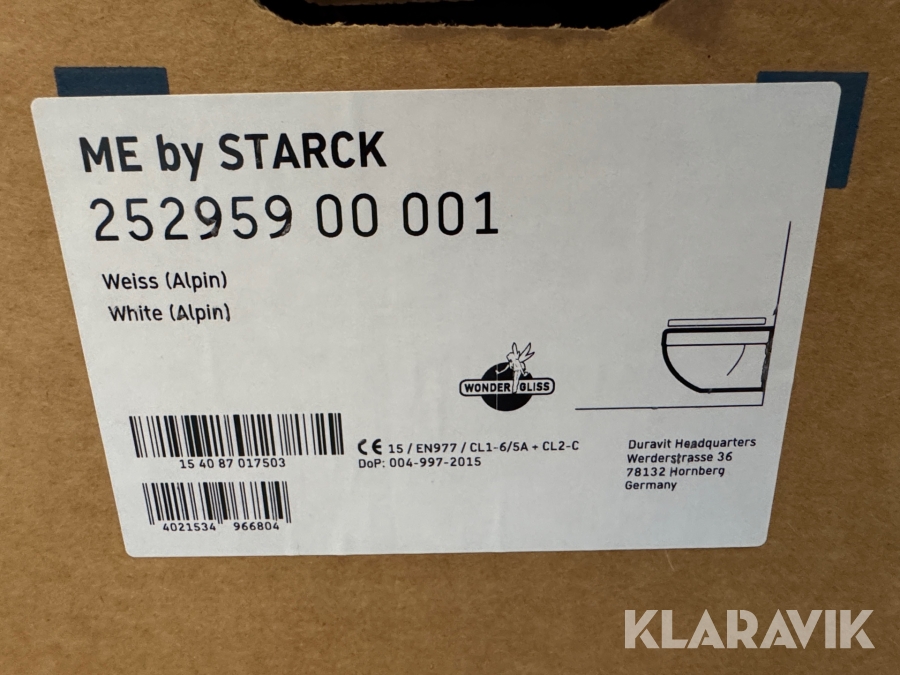 ME by STARCK
252959 00 001
Weiss (Alpin)
White (Alpin)
WONDER GLISS
15 40 87 017503
CE 15 / EN977 / CL1-6/5A + CL2-C
DoP: 004-997-2015
4021534 966804
Duravit Headquarters
Werderstrasse 36
78132 Hornberg
Germany
KLARAVIK